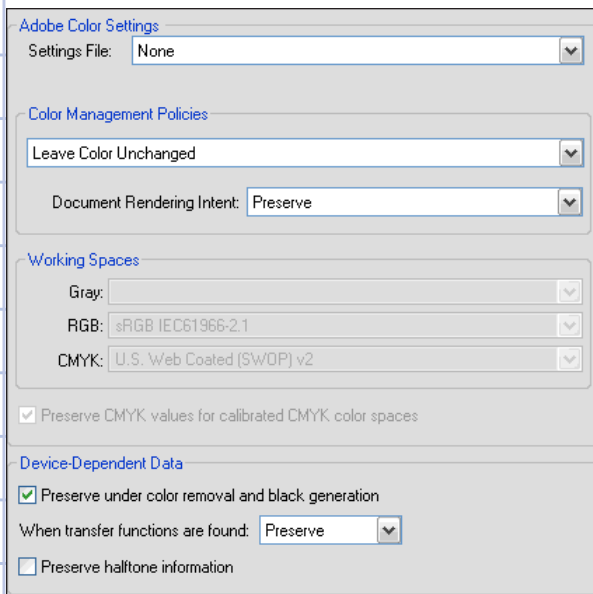 Adobe Color Settings
Settings File: None
Color Management Policies
Leave Color Unchanged
Document Rendering Intent: Preserve
Working Spaces
Gray:
RGB: sRGB IEC61966-2.1
CMYK: U.S. Web Coated (SWOP) v2
Preserve CMYK values for calibrated CMYK color spaces
Device-Dependent Data
Preserve under color removal and black generation
When transfer functions are found: Preserve
Preserve halftone information